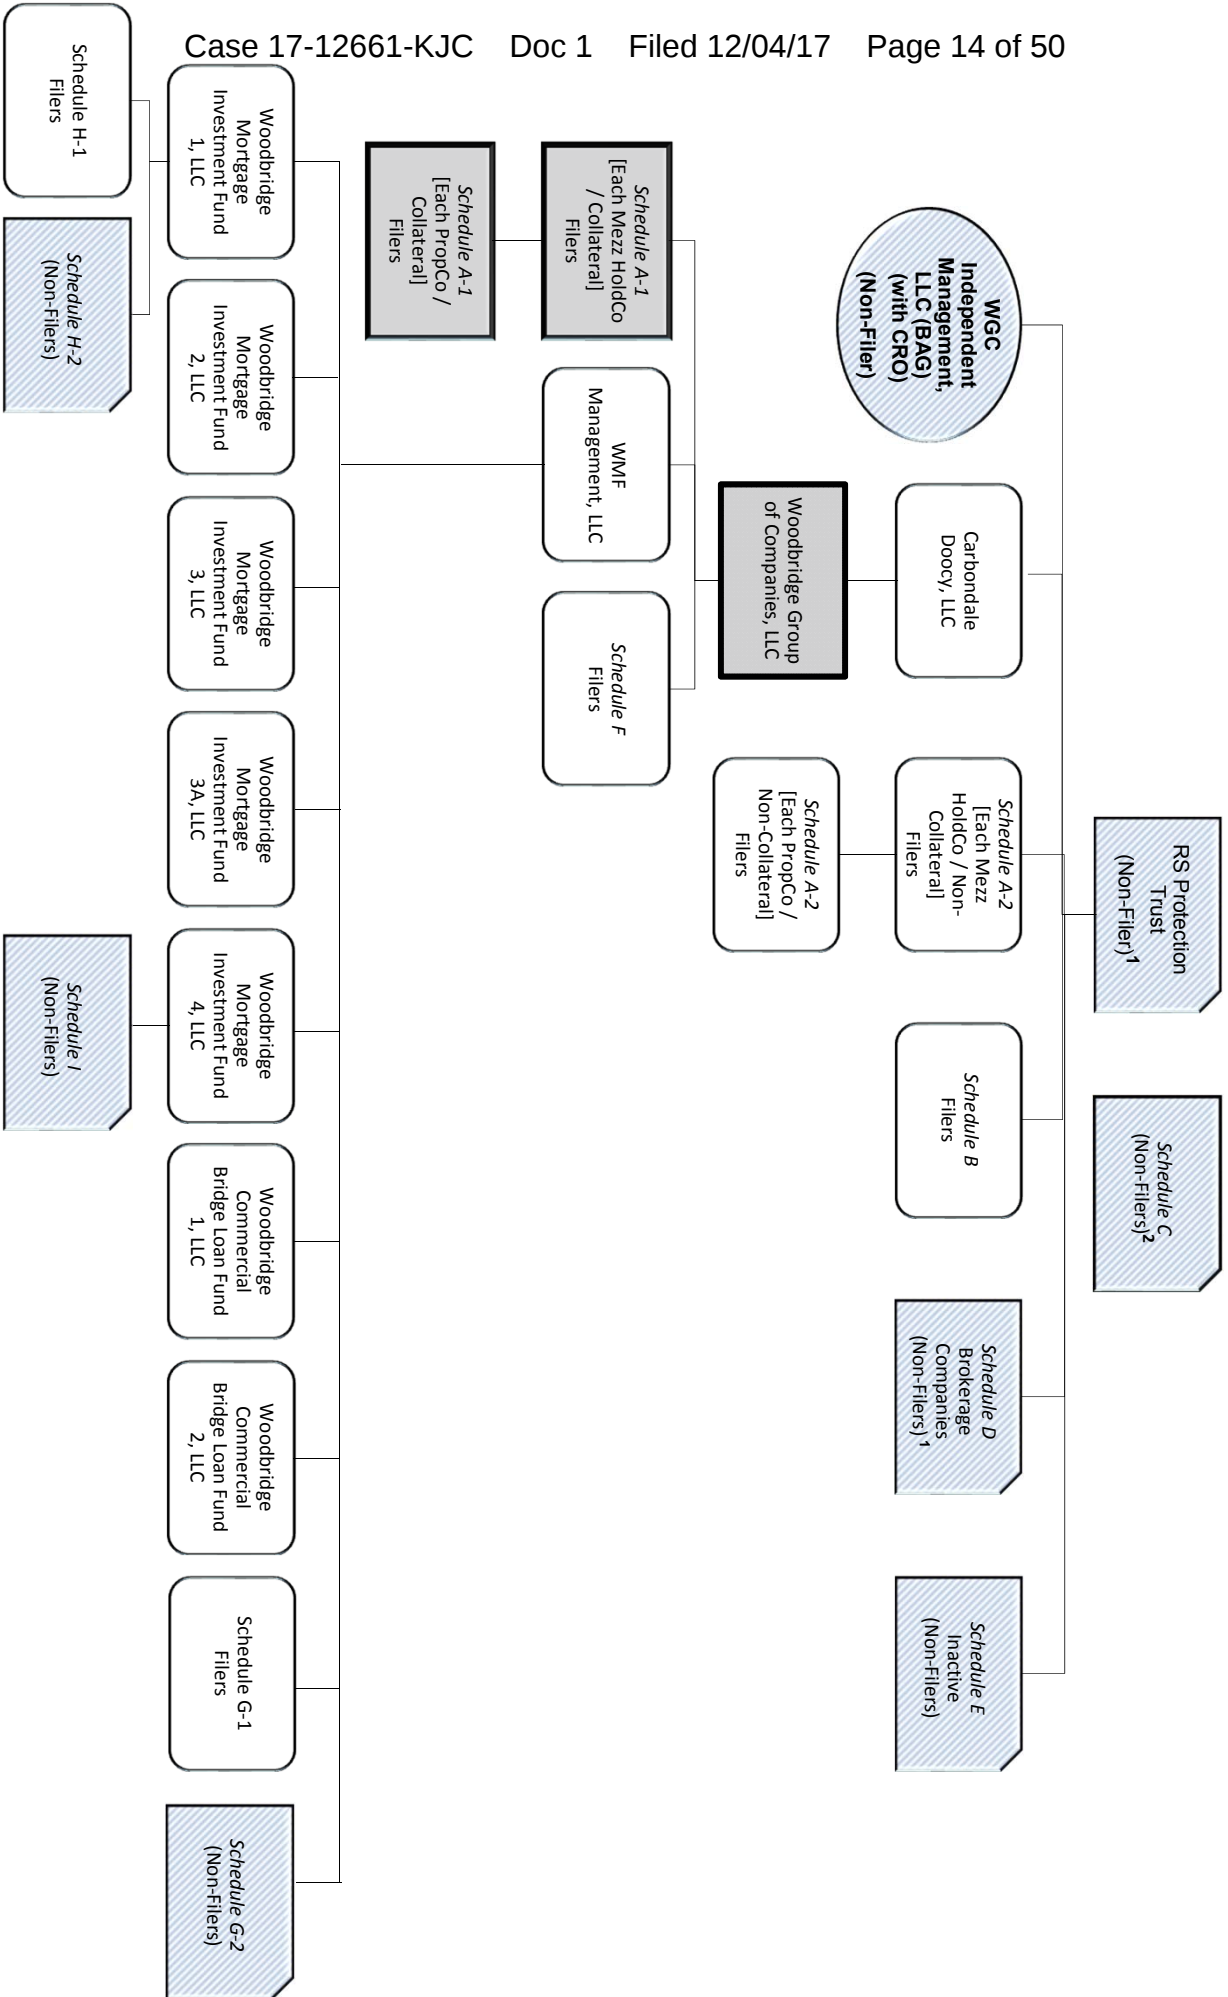 Case 17-12661-KJC Doc 1 Filed 12/04/17 Page 14 of 50
RS Protection
Trust
(Non-Filer)1
Schedule C
(Non-Filers)2
WGC
Independent
Management,
LLC (BAG)
(with CRO)
(Non-Filer)
Carbondale
Doocy, LLC
Schedule A-2
[Each Mezz
HoldCo / Non-
Collateral]
Filers
Schedule B
Filers
Schedule D
Brokerage
Companies
(Non-Filers)1
Schedule E
Inactive
(Non-Filers)
Woodbridge Group
of Companies, LLC
Schedule A-2
[Each PropCo /
Non-Collateral]
Filers
Schedule A-1
[Each Mezz HoldCo
/ Collateral]
Filers
WMF
Management, LLC
Schedule F
Filers
Schedule A-1
[Each PropCo /
Collateral]
Filers
Woodbridge
Mortgage
Investment Fund
1, LLC
Woodbridge
Mortgage
Investment Fund
2, LLC
Woodbridge
Mortgage
Investment Fund
3, LLC
Woodbridge
Mortgage
Investment Fund
3A, LLC
Woodbridge
Mortgage
Investment Fund
4, LLC
Woodbridge
Commercial
Bridge Loan Fund
1, LLC
Woodbridge
Commercial
Bridge Loan Fund
2, LLC
Schedule G-1
Filers
Schedule G-2
(Non-Filers)
Schedule H-1
Filers
Schedule H-2
(Non-Filers)
Schedule I
(Non-Filers)